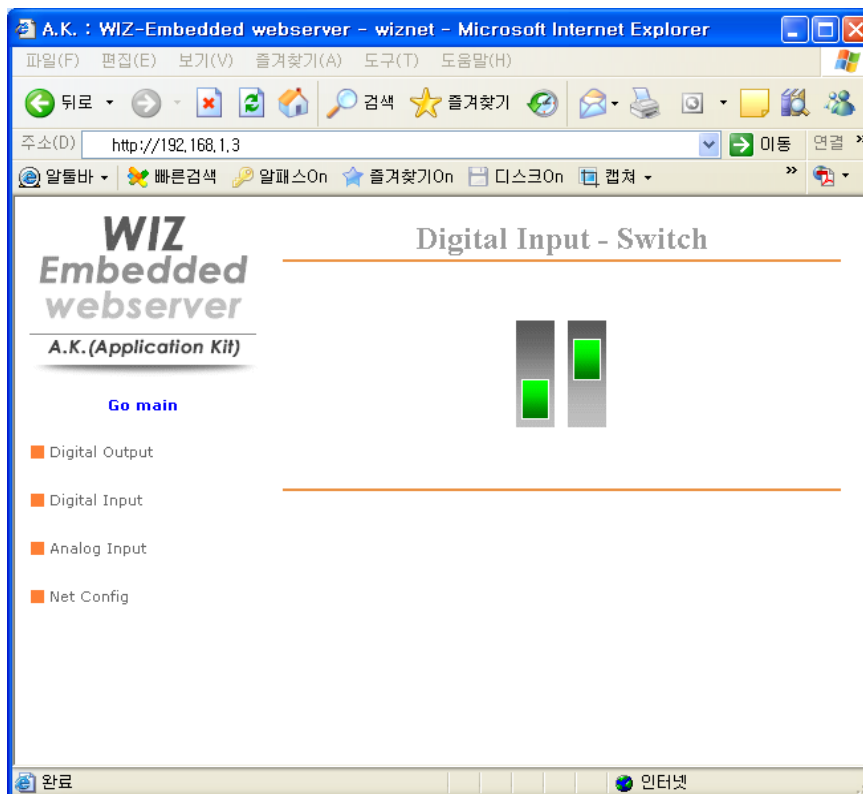 A.K. : WIZ-Embedded webserver - wiznet - Microsoft Internet Explorer
파일(F) 편집(E) 보기(V) 즐겨찾기(A) 도구(T) 도움말(H)
뒤로 검색 즐겨찾기
주소(D) http://192,168,1,3 이동 연결 »
알툴바 빠른검색 알패스On 즐겨찾기On 디스크On 캡쳐 »
WIZ
Embedded
webserver
A.K.(Application Kit)
Go main
Digital Output
Digital Input
Analog Input
Net Config
Digital Input - Switch
완료 인터넷